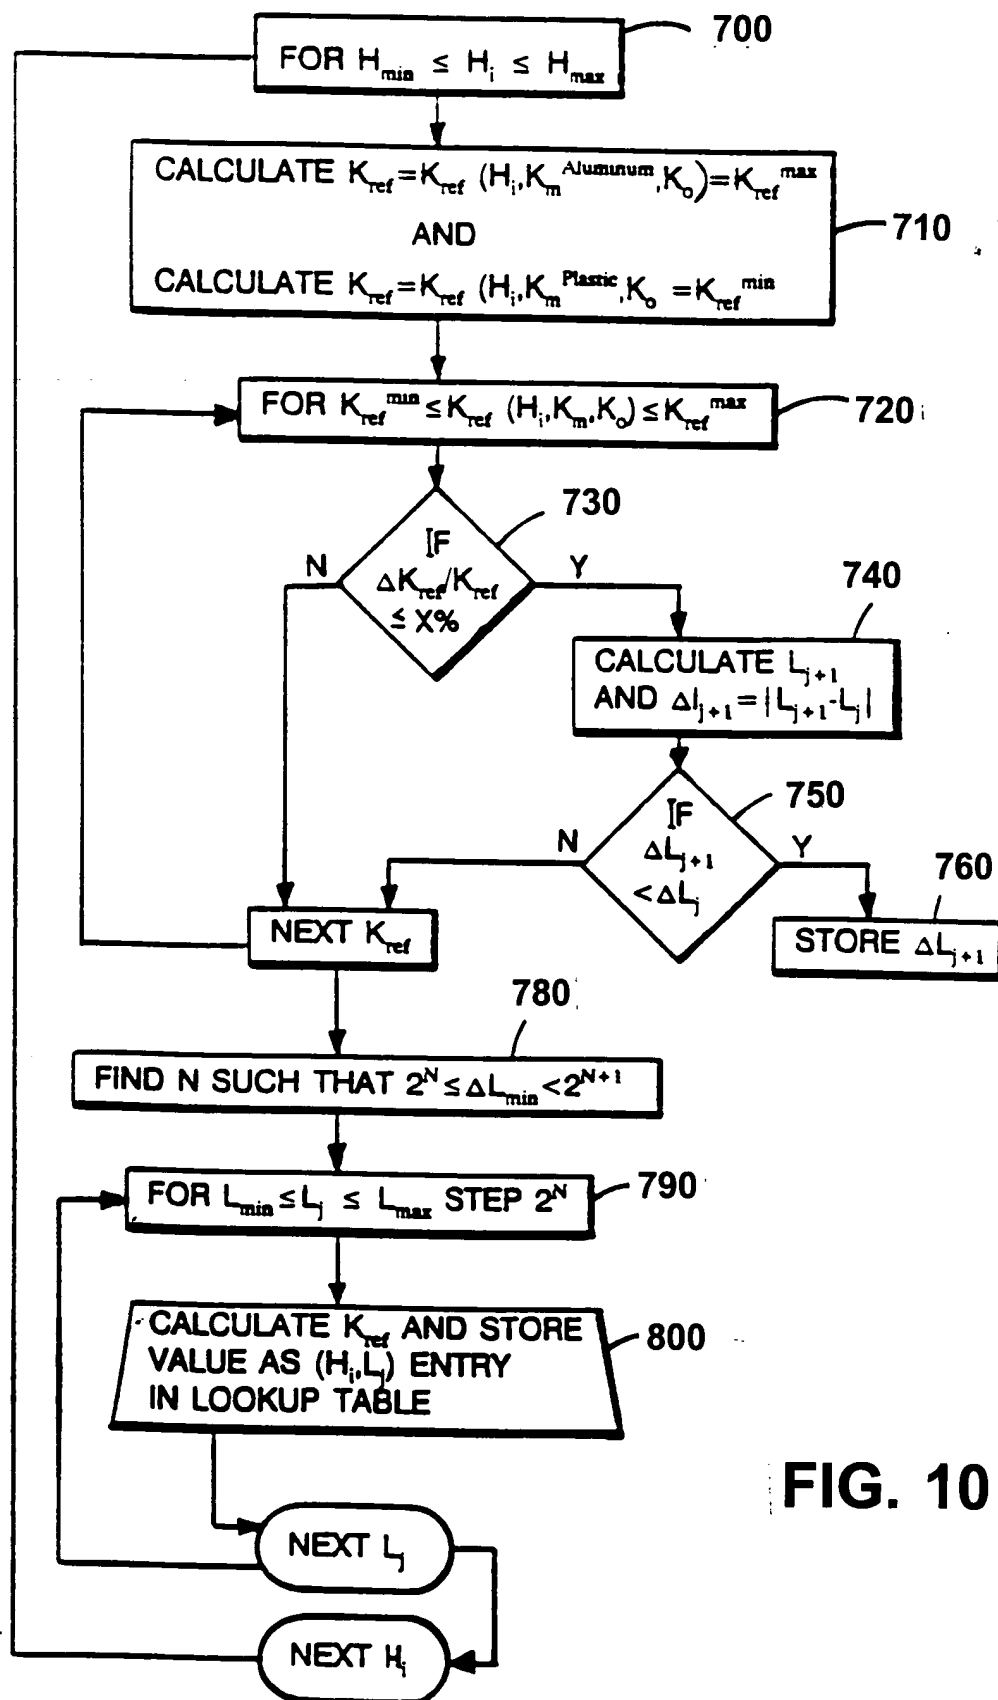 700
FOR H_min ≤ H_i ≤ H_max
CALCULATE K_ref=K_ref (H_i,K_m^Aluminum,K_o)=K_ref^max
AND
CALCULATE K_ref=K_ref (H_i,K_m^Plastic,K_o =K_ref^min
710
FOR K_ref^min ≤ K_ref (H_i,K_m,K_o) ≤ K_ref^max
720
730
IF
ΔK_ref/K_ref
≤ X%
N
Y
740
CALCULATE L_j+1
AND Δl_j+1 = |L_j+1-L_j|
750
IF
ΔL_j+1
< ΔL_j
N
Y
760
STORE ΔL_j+1
NEXT K_ref
780
FIND N SUCH THAT 2^N ≤ ΔL_min < 2^N+1
790
FOR L_min ≤ L_j ≤ L_max STEP 2^N
CALCULATE K_ref AND STORE
VALUE AS (H_i,L_j) ENTRY
IN LOOKUP TABLE
800
NEXT L_j
NEXT H_i
FIG. 10